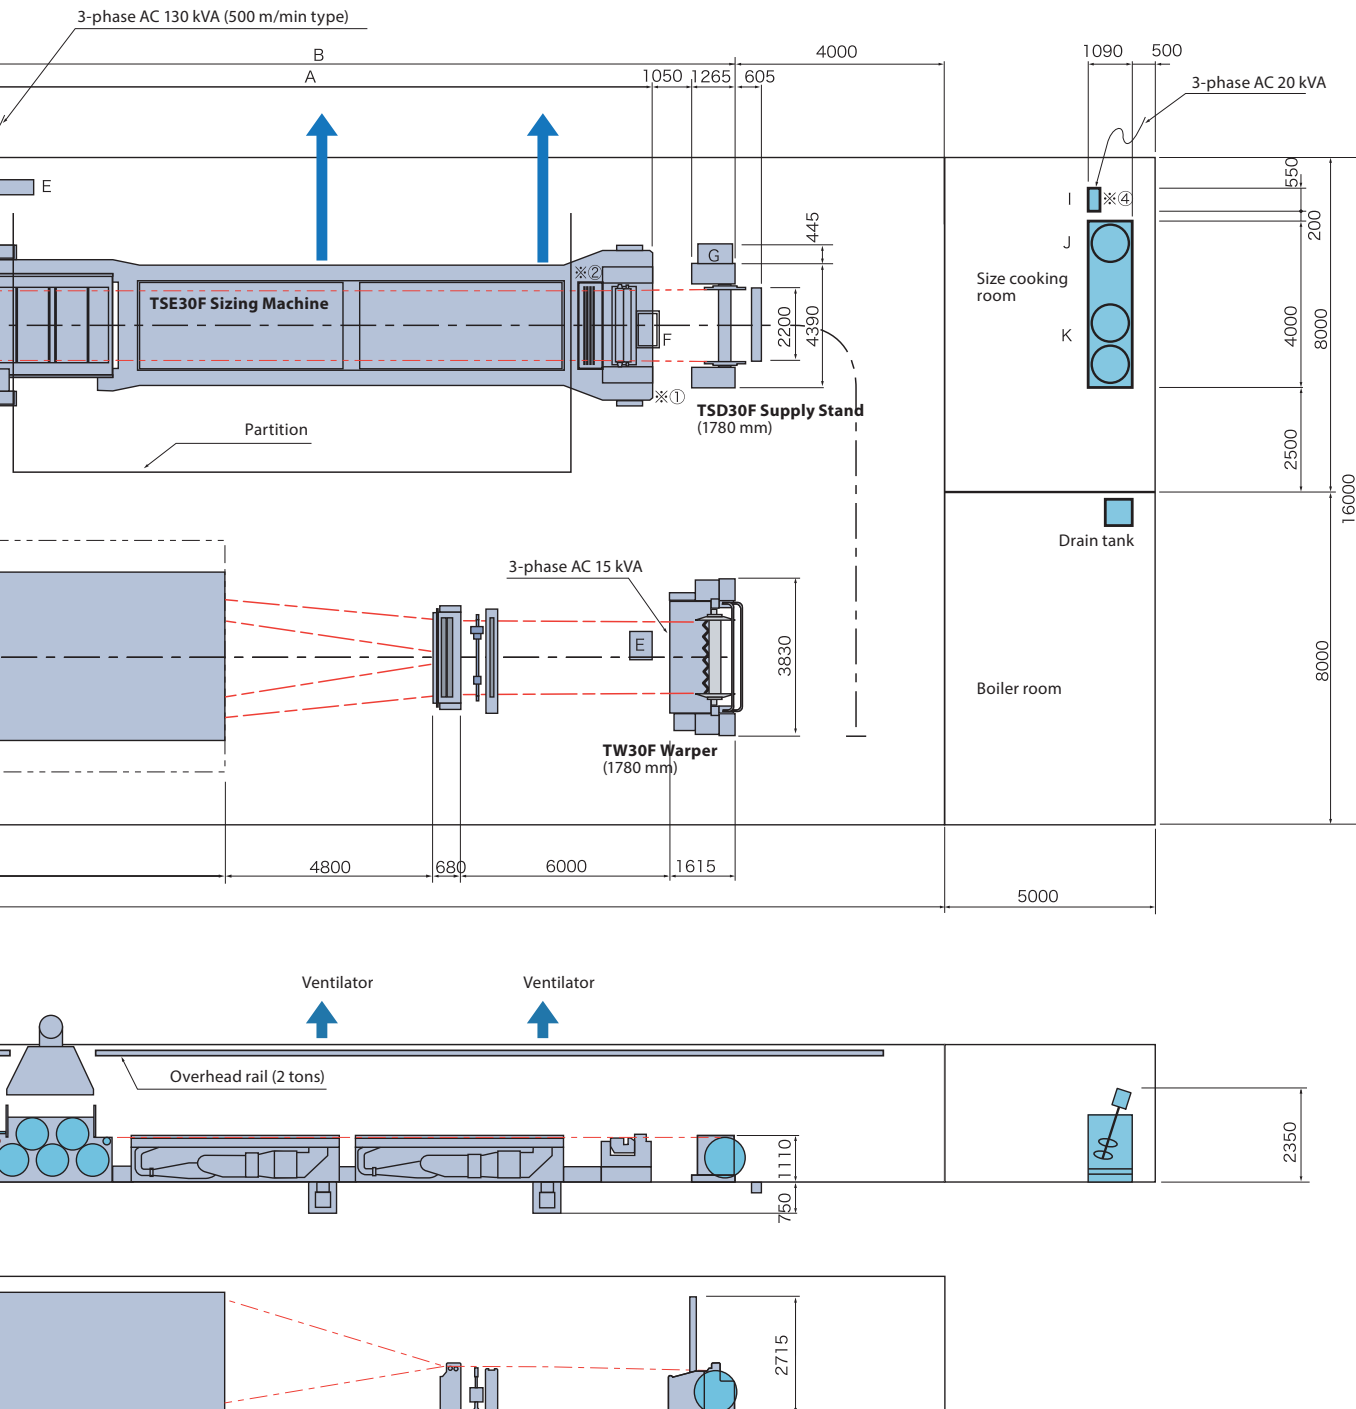 3-phase AC 130 kVA (500 m/min type)
B
4000
1090
500
A
1050
1265
605
3-phase AC 20 kVA
E
550
I
※④
200
445
G
J
※②
TSE30F Sizing Machine
Size cooking
room
2200
4390
4000
8000
F
K
※①
TSD30F Supply Stand
(1780 mm)
Partition
2500
16000
Drain tank
3-phase AC 15 kVA
E
3830
8000
Boiler room
TW30F Warper
(1780 mm)
4800
680
6000
1615
5000
Ventilator
Ventilator
Overhead rail (2 tons)
1110
2350
750
2715